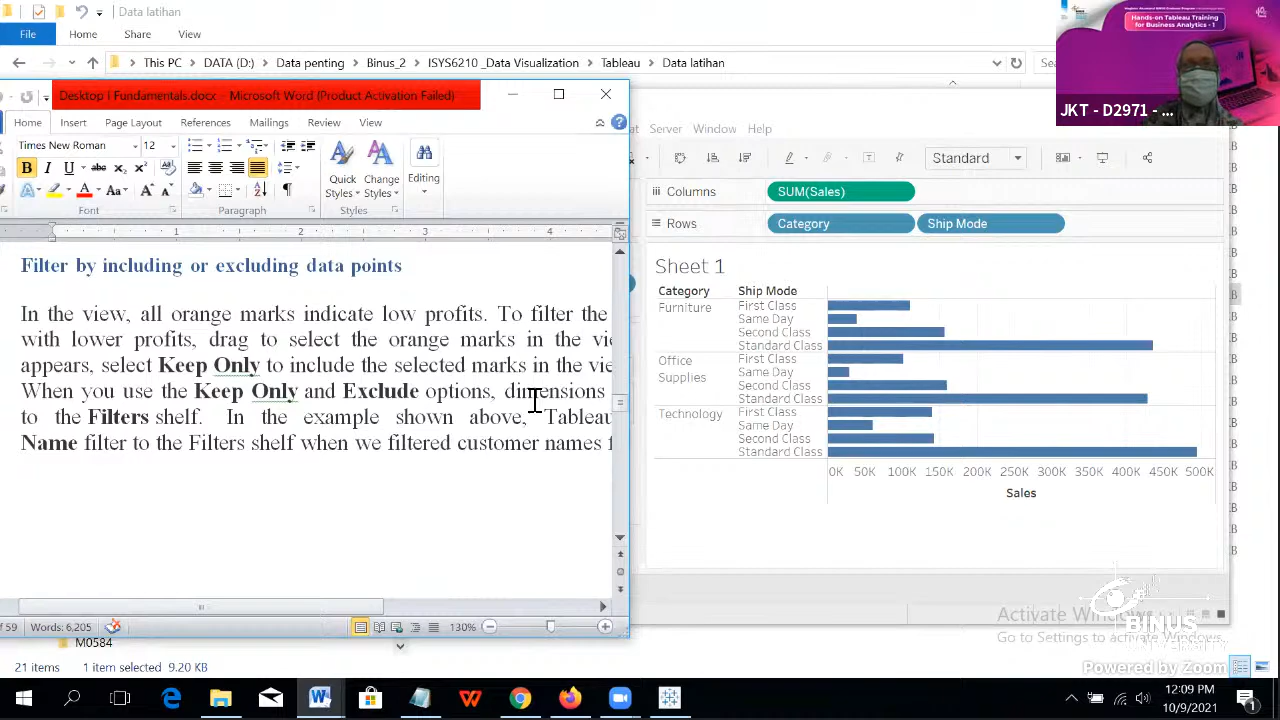 File
Home
Share
View
This PC
DATA (D:)
Data penting
Binus_2
ISYS6210 _Data Visualization
Tableau
Data latihan
Hands-on Tableau Training
for Business Analytics - 1
JKT - D2971 - ...
Desktop I Fundamentals.docx - Microsoft Word (Product Activation Failed)
Home Insert Page Layout References Mailings Review View
Times New Roman 12
Quick Styles
Change Styles
Editing
Font Paragraph Styles
1 2 3 4
Filter by including or excluding data points
In the view, all orange marks indicate low profits. To filter the
with lower profits, drag to select the orange marks in the
appears, select Keep Only to include the selected marks in the
When you use the Keep Only and Exclude options, dimensions
to the Filters shelf. In the example shown above, Tableau
Name filter to the Filters shelf when we filtered customer names
of 59 Words: 6,205 130%
Server Window Help
Standard
Columns SUM(Sales)
Rows Category Ship Mode
Sheet 1
Category Ship Mode
Furniture First Class
Same Day
Second Class
Standard Class
Office Supplies First Class
Same Day
Second Class
Standard Class
Technology First Class
Same Day
Second Class
Standard Class
0K 50K 100K 150K 200K 250K 300K 350K 400K 450K 500K
Sales
Activate Windows
Go to Settings to activate Windows.
BINUS
UNIVERSITY
Powered by Zoom
M0584
21 items 1 item selected 9.20 KB
12:09 PM
10/9/2021